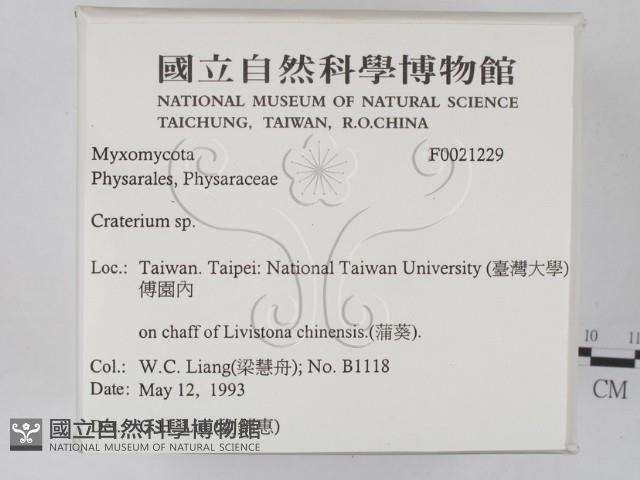 國立自然科學博物館
NATIONAL MUSEUM OF NATURAL SCIENCE
TAICHUNG, TAIWAN, R.O.CHINA
Myxomycota F0021229
Physarales, Physaraceae
Craterium sp.
Loc.: Taiwan. Taipei: National Taiwan University (臺灣大學)
傅園內
on chaff of Livistona chinensis.(蒲葵).
Col.: W.C. Liang(梁慧舟); No. B1118
Date: May 12, 1993
國立自然科學博物館
NATIONAL MUSEUM OF NATURAL SCIENCE
10 11
CM